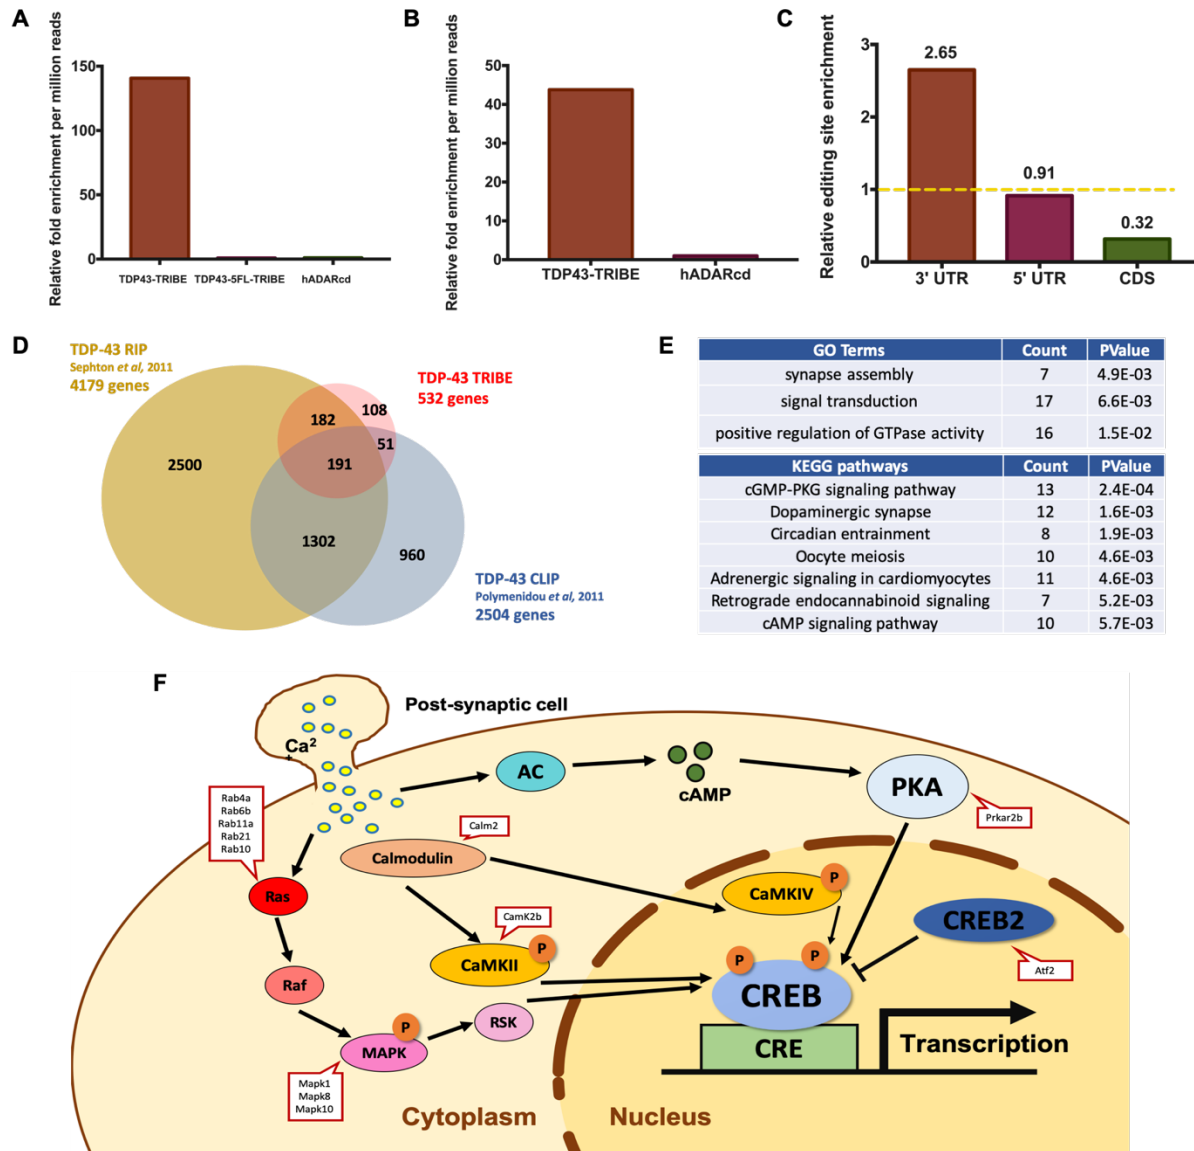 A
Relative fold enrichment per million reads
150
100
50
0
TDP43-TRIBE TDP43-5FL-TRIBE hADARcd
B
Relative fold enrichment per million reads
50
40
30
20
10
0
TDP43-TRIBE hADARcd
C
Relative editing site enrichment
3
2
1
0
2.65
0.91
0.32
3' UTR 5' UTR CDS
D
TDP-43 RIP
Sephton et al, 2011
4179 genes
TDP-43 TRIBE
532 genes
182
108
51
2500
191
1302
960
TDP-43 CLIP
Polymenidou et al, 2011
2504 genes
E
GO Terms Count PValue
synapse assembly 7 4.9E-03
signal transduction 17 6.6E-03
positive regulation of GTPase activity 16 1.5E-02
KEGG pathways Count PValue
cGMP-PKG signaling pathway 13 2.4E-04
Dopaminergic synapse 12 1.6E-03
Circadian entrainment 8 1.9E-03
Oocyte meiosis 10 4.6E-03
Adrenergic signaling in cardiomyocytes 11 4.6E-03
Retrograde endocannabinoid signaling 7 5.2E-03
cAMP signaling pathway 10 5.7E-03
F
Post-synaptic cell
Ca2
+
AC
cAMP
PKA
Prkar2b
Rab4a
Rab6b
Rab11a
Rab21
Rab10
Calm2
Calmodulin
Ras
CaMKIV
P
CREB2
Atf2
CamK2b
P
CaMKII
P
P
CREB
Raf
RSK
P
MAPK
CRE
Transcription
Mapk1
Mapk8
Mapk10
Cytoplasm
Nucleus